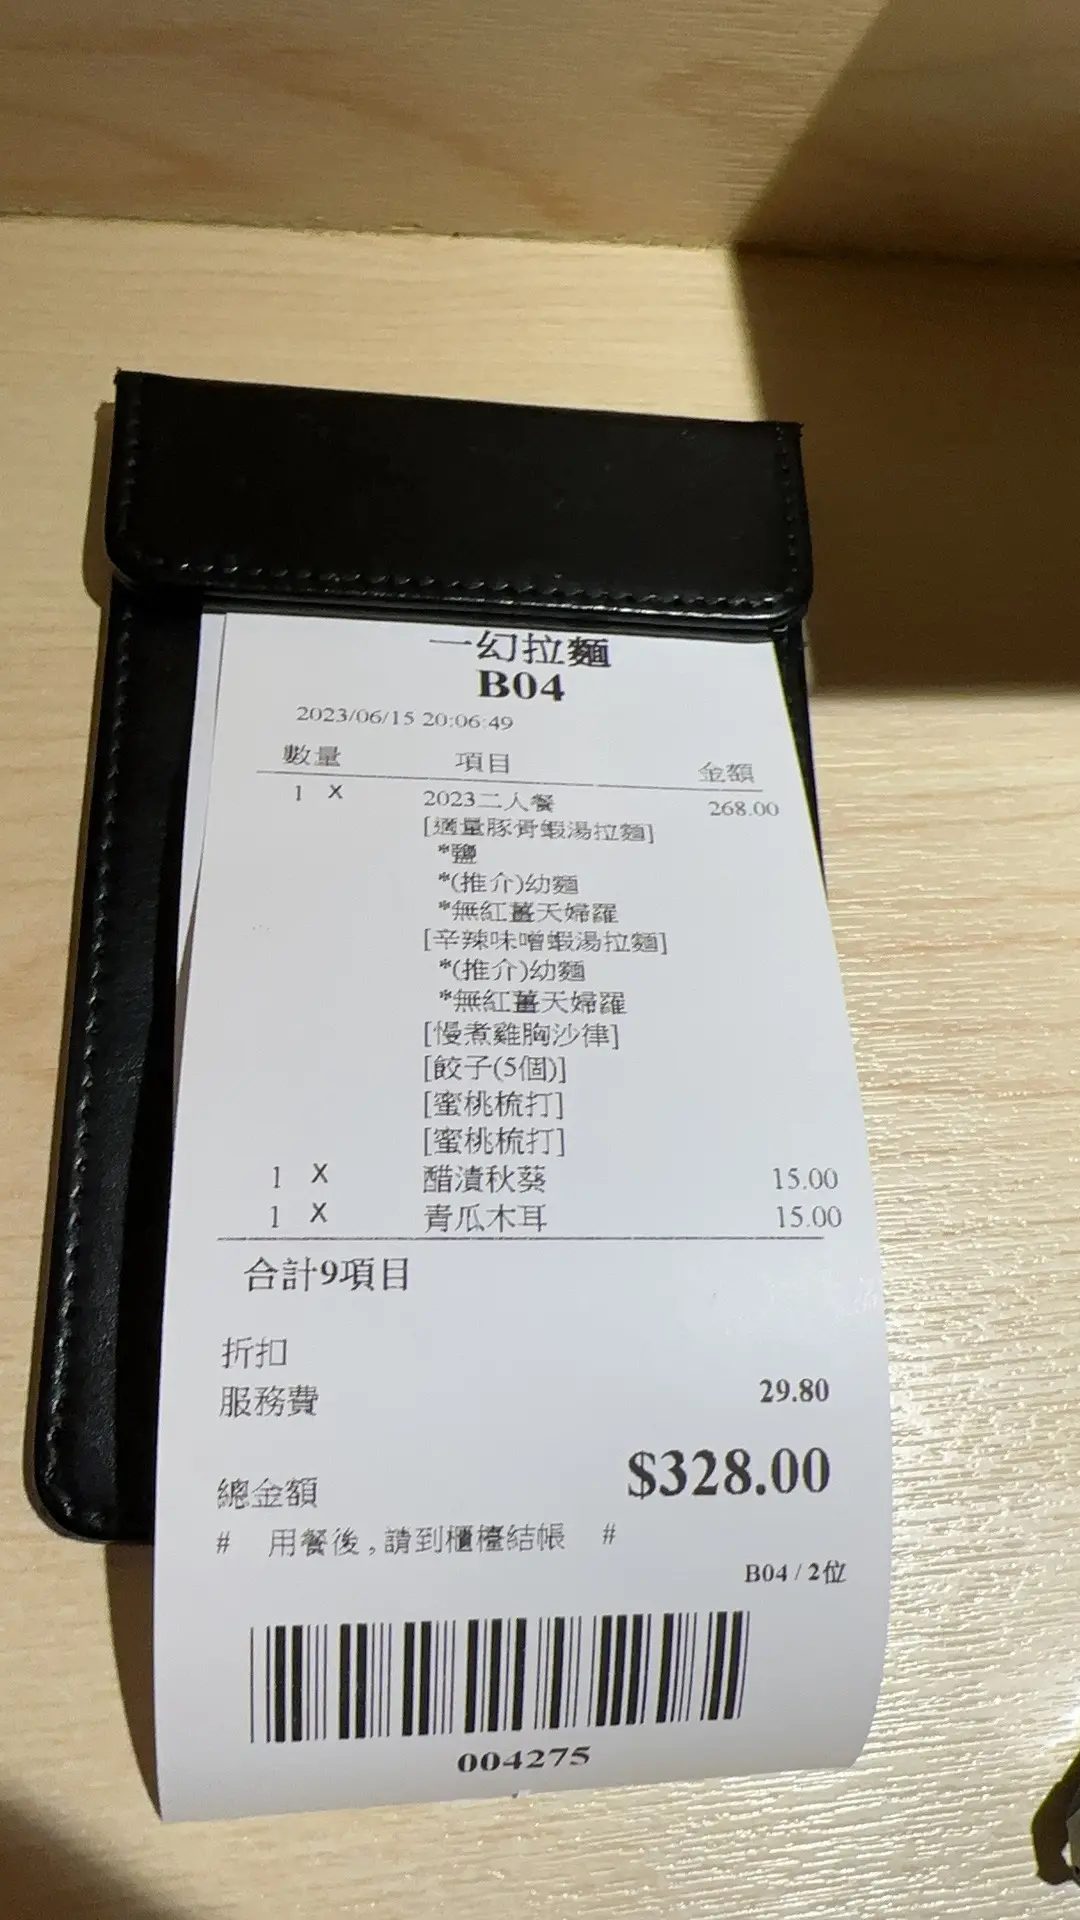 一幻拉麵
B04
2023/06/15 20:06:49
數量 項目 金額
1 X 2023二人餐 268.00
[適量豚骨蝦湯拉麵]
*鹽
*(推介)幼麵
*無紅薑天婦羅
[辛辣味噌蝦湯拉麵]
*(推介)幼麵
*無紅薑天婦羅
[慢煮雞胸沙律]
[餃子(5個)]
[蜜桃梳打]
[蜜桃梳打]
1 X 醋漬秋葵 15.00
1 X 青瓜木耳 15.00
合計9項目
折扣
服務費 29.80
總金額 $328.00
# 用餐後,請到櫃檯結帳 #
B04 / 2位
004275